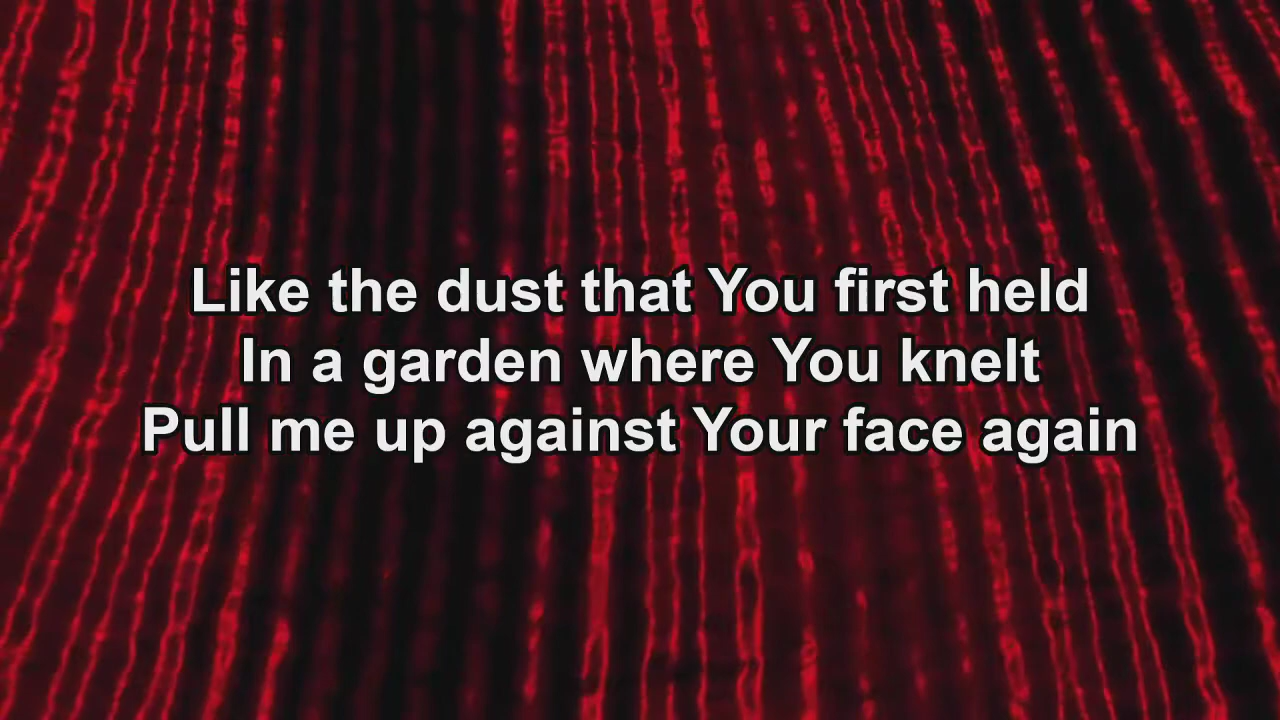 Like the dust that You first held
In a garden where You knelt
Pull me up against Your face again